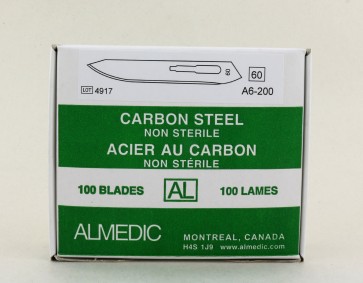 60
60
LOT 4917
A6-200
CARBON STEEL
NON STERILE
ACIER AU CARBON
NON STÉRILE
100 BLADES AL 100 LAMES
ALMEDIC
MONTREAL, CANADA
H4S 1J9 www.almedic.com